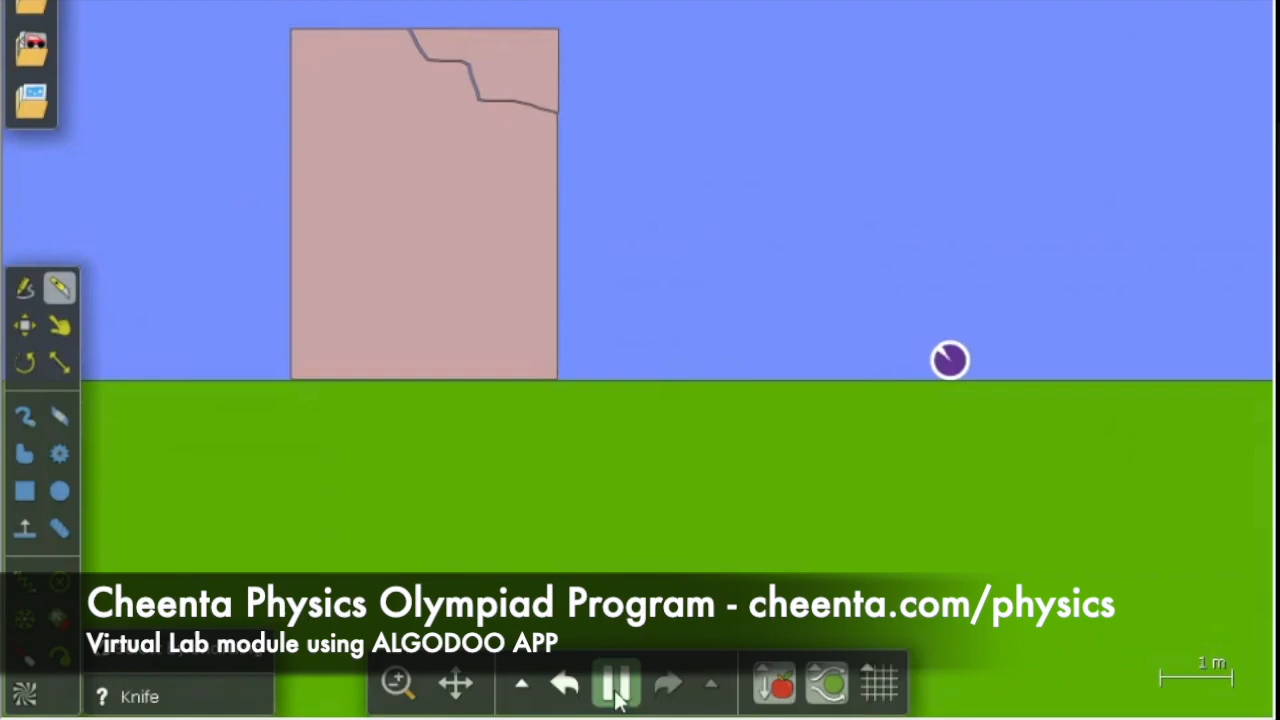 Cheenta Physics Olympiad Program - cheenta.com/physics
Virtual Lab module using ALGODOO APP
1 m
? Knife